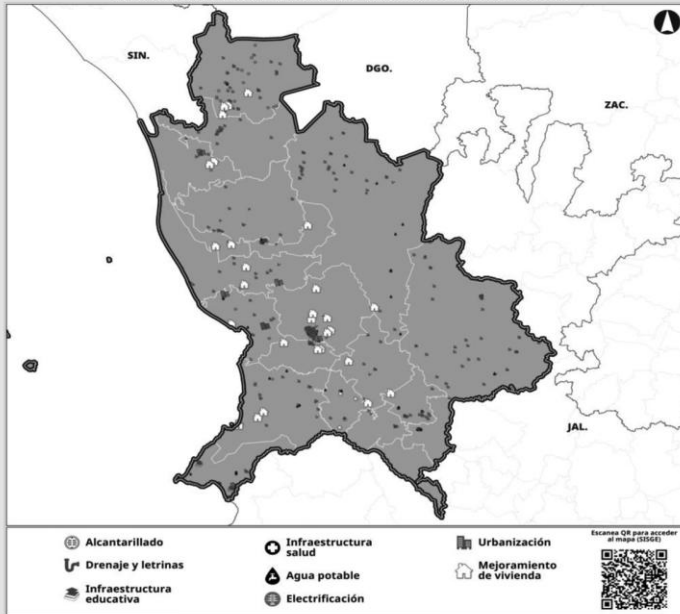 SIN.
DGO.
ZAC.
JAL.
Alcantarillado
Drenaje y letrinas
Infraestructura
educativa
Infraestructura
salud
Agua potable
Electrificación
Urbanización
Mejoramiento
de vivienda
Escanea QR para acceder
al mapa (SISGE)